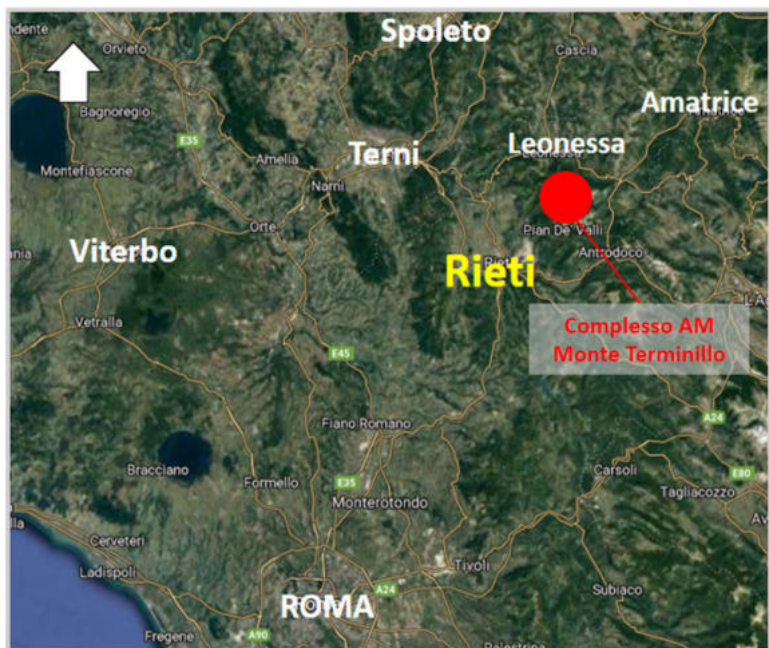 Spoleto
Orvieto
Cascia
Amatrice
Bagnoregio
E35
Leonessa
Terni
Amelia
Montefiascone
Narni
Orte
Pian De' Valli
Viterbo
Antrodoco
Rieti
Vetralla
Complesso AM
Monte Terminillo
E45
A24
Fiano Romano
Bracciano
Formello
E35
Carsoli
E80
Monterotondo
Tagliacozzo
Cerveteri
Ladispoli
Tivoli
A24
Subiaco
ROMA
Fregene
A90
Palestrina